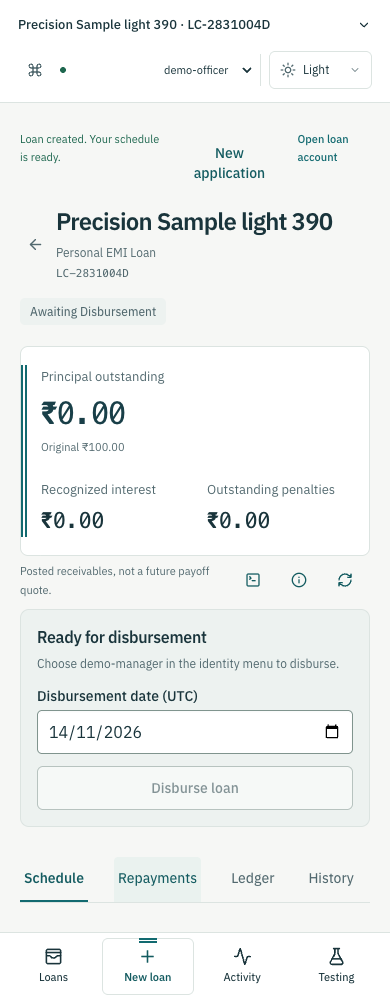 Precision Sample light 390 · LC-2831004D
demo-officer
Light
Loan created. Your schedule
is ready.
New
application
Open loan
account
Precision Sample light 390
Personal EMI Loan
LC-2831004D
Awaiting Disbursement
Principal outstanding
₹0.00
Original ₹100.00
Recognized interest
Outstanding penalties
₹0.00
₹0.00
Posted receivables, not a future payoff
quote.
Ready for disbursement
Choose demo-manager in the identity menu to disburse.
Disbursement date (UTC)
14/11/2026
Disburse loan
Schedule
Repayments
Ledger
History
Loans
New loan
Activity
Testing